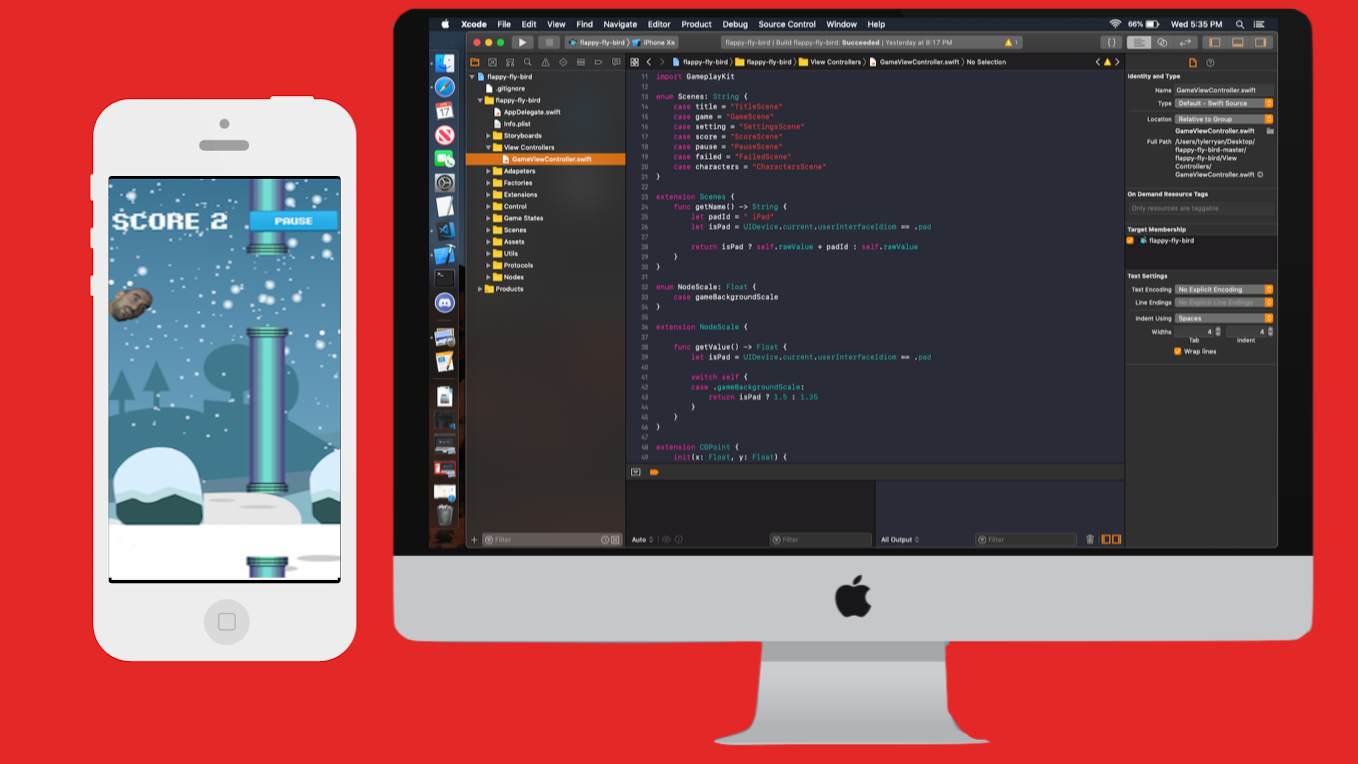 SCORE 2
PAUSE
Xcode File Edit View Find Navigate Editor Product Debug Source Control Window Help
66% Wed 5:35 PM
flappy-fly-bird iPhone Xʀ
flappy-fly-bird | Build flappy-fly-bird: Succeeded | Yesterday at 8:17 PM
1
17
flappy-fly-bird
.gitignore
flappy-fly-bird
AppDelegate.swift
Info.plist
Storyboards
View Controllers
GameViewController.swift
Adapaters
Factories
Extensions
Control
Game States
Scenes
Assets
Utils
Protocols
Nodes
Products
Filter
flappy-fly-bird flappy-fly-bird View Controllers GameViewController.swift No Selection
11 import GameplayKit
12
13 enum Scenes: String {
14 case title = "TitleScene"
15 case game = "GameScene"
16 case setting = "SettingsScene"
17 case score = "ScoreScene"
18 case pause = "PauseScene"
19 case failed = "FailedScene"
20 case characters = "CharactersScene"
21 }
22
23 extension Scenes {
24 func getName() -> String {
25 let padId = " iPad"
26 let isPad = UIDevice.current.userInterfaceIdiom == .pad
27
28 return isPad ? self.rawValue + padId : self.rawValue
29 }
30 }
31
32 enum NodeScale: Float {
33 case gameBackgroundScale
34 }
35
36 extension NodeScale {
37
38 func getValue() -> Float {
39 let isPad = UIDevice.current.userInterfaceIdiom == .pad
40
41 switch self {
42 case .gameBackgroundScale:
43 return isPad ? 1.5 : 1.35
44 }
45 }
46 }
47
48 extension CGPoint {
49 init(x: Float, y: Float) {
Auto
Filter
All Output
Filter
Identity and Type
Name GameViewController.swift
Type Default - Swift Source
Location Relative to Group
GameViewController.swift
Full Path /Users/tylerryan/Desktop/
flappy-fly-bird-master/
flappy-fly-bird/View
Controllers/
GameViewController.swift
On Demand Resource Tags
Only resources are taggable
Target Membership
flappy-fly-bird
Text Settings
Text Encoding No Explicit Encoding
Line Endings No Explicit Line Endings
Indent Using Spaces
Widths 4 4
Tab Indent
Wrap lines